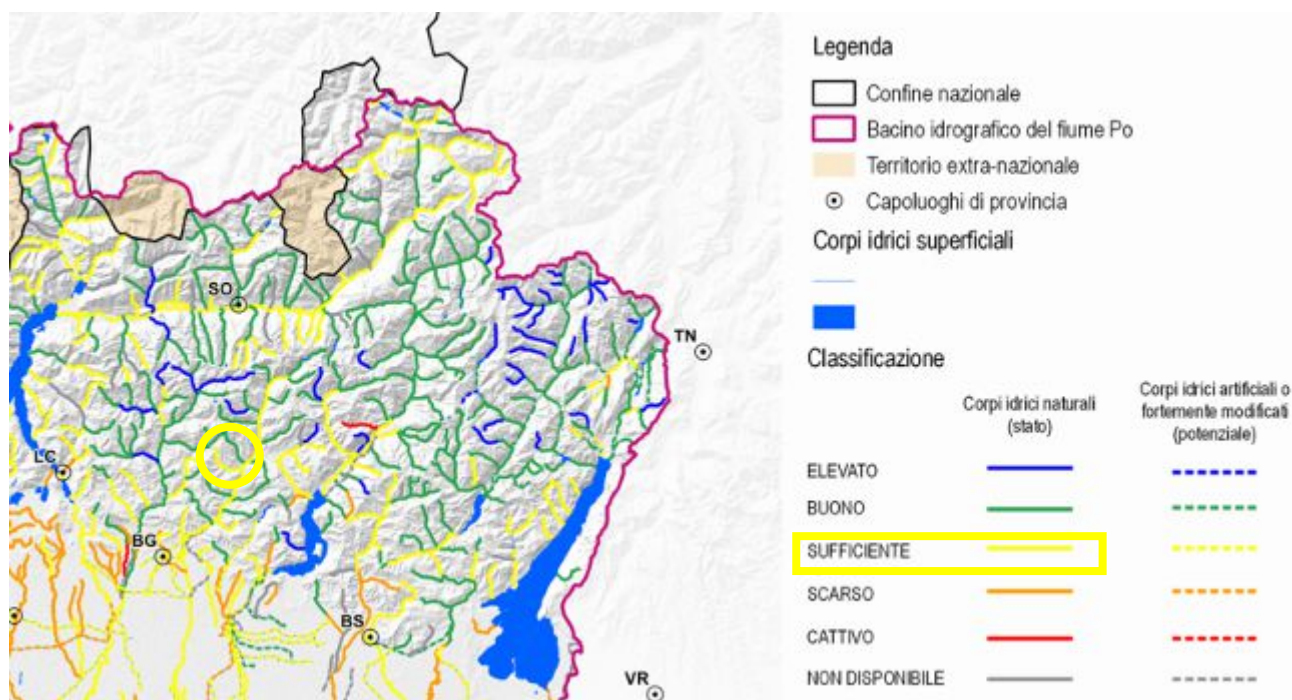 Legenda
Confine nazionale
Bacino idrografico del fiume Po
Territorio extra-nazionale
Capoluoghi di provincia
Corpi idrici superficiali
Classificazione
Corpi idrici naturali
(stato)
Corpi idrici artificiali o
fortemente modificati
(potenziale)
ELEVATO
BUONO
SUFFICIENTE
SCARSO
CATTIVO
NON DISPONIBILE
SO
TN
LC
BG
BS
VR